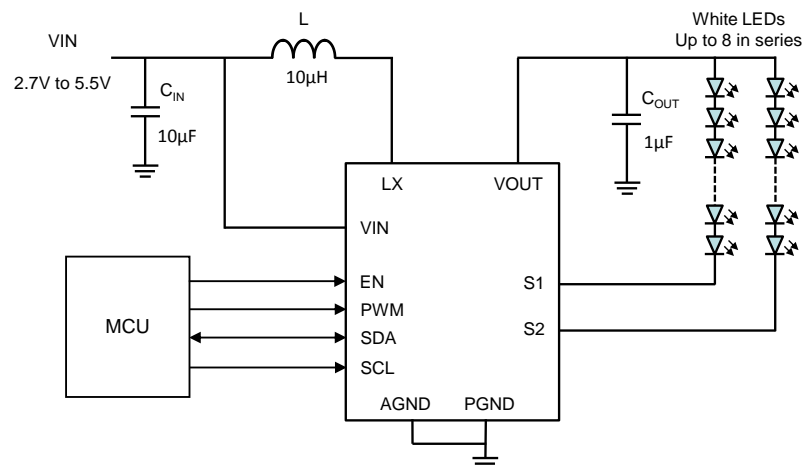 White LEDs
Up to 8 in series
L
VIN
2.7V to 5.5V
10µH
C_IN
10µF
C_OUT
1µF
LX
VOUT
VIN
MCU
EN
PWM
SDA
SCL
S1
S2
AGND
PGND